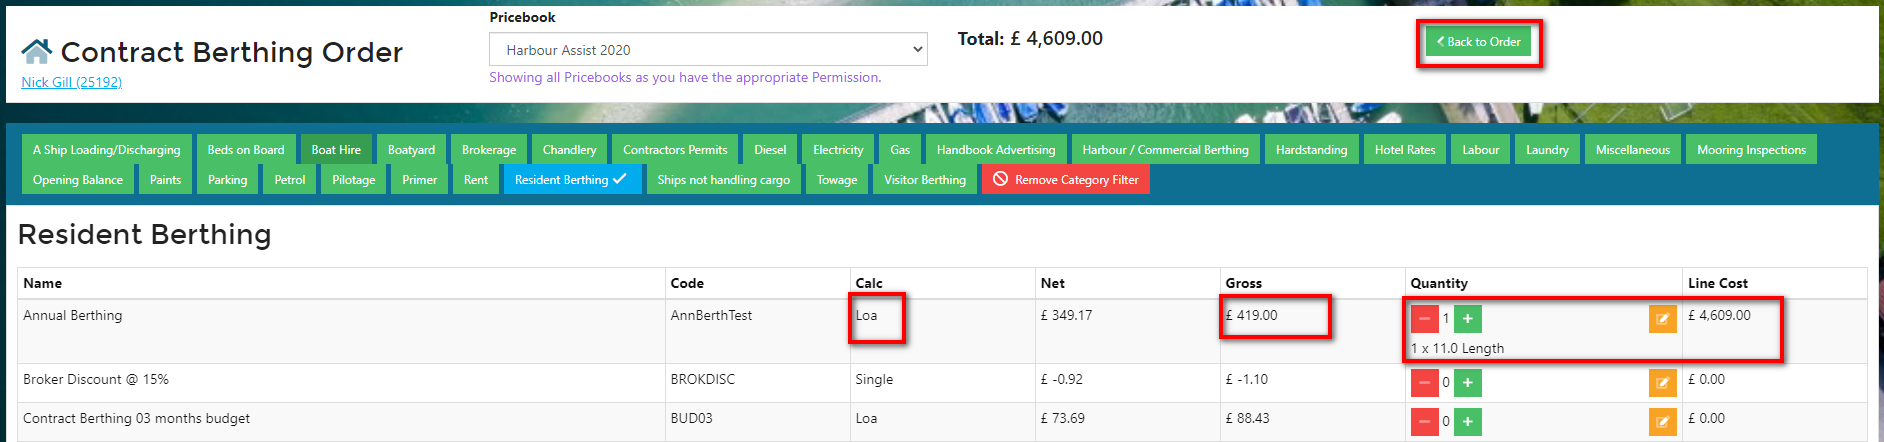 Pricebook
Contract Berthing Order
Harbour Assist 2020
Total: £ 4,609.00
Back to Order
Nick Gill (25192)
Showing all Pricebooks as you have the appropriate Permission.
A Ship Loading/Discharging Beds on Board Boat Hire Boatyard Brokerage Chandlery Contractors Permits Diesel Electricity Gas Handbook Advertising Harbour / Commercial Berthing Hardstanding Hotel Rates Labour Laundry Miscellaneous Mooring Inspections
Opening Balance Paints Parking Petrol Pilotage Primer Rent Resident Berthing Ships not handling cargo Towage Visitor Berthing Remove Category Filter
Resident Berthing
Name Code Calc Net Gross Quantity Line Cost
Annual Berthing AnnBerthTest Loa £ 349.17 £ 419.00 1 £ 4,609.00
1 x 11.0 Length
Broker Discount @ 15% BROKDISC Single £ -0.92 £ -1.10 0 £ 0.00
Contract Berthing 03 months budget BUD03 Loa £ 73.69 £ 88.43 0 £ 0.00